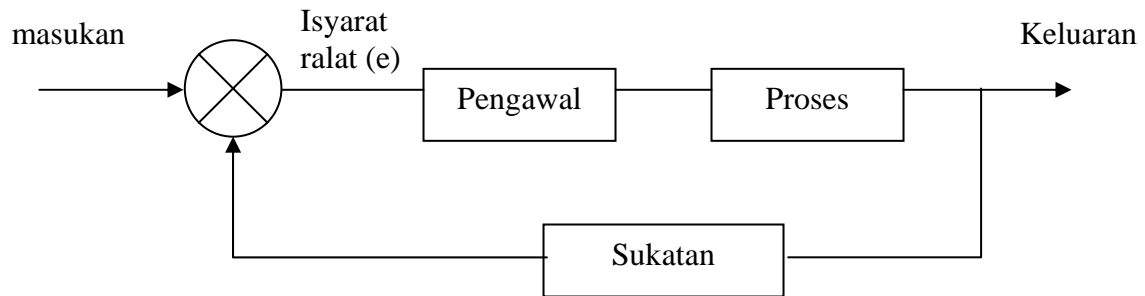 masukan
Isyarat
ralat (e)
Keluaran
Pengawal
Proses
Sukatan